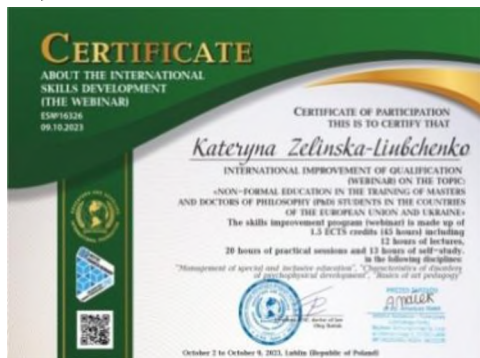 CERTIFICATE
ABOUT THE INTERNATIONAL
SKILLS DEVELOPMENT
(THE WEBINAR)
ES№16326
09.10.2023
CERTIFICATE OF PARTICIPATION
THIS IS TO CERTIFY THAT
Kateryna Zelinska-Liubchenko
INTERNATIONAL IMPROVEMENT OF QUALIFICATION
(WEBINAR) ON THE TOPIC:
«NON-FORMAL EDUCATION IN THE TRAINING OF MASTERS
AND DOCTORS OF PHILOSOPHY (PhD) STUDENTS IN THE COUNTRIES
OF THE EUROPEAN UNION AND UKRAINE»
The skills improvement program (webinar) is made up of
1.5 ECTS credits (45 hours) including
12 hours of lectures,
20 hours of practical sessions and 13 hours of self-study,
in the following disciplines:
"Management of special and inclusive education", "Characteristics of disorders
of psychophysical development", "Basics of art pedagogy"
October 2 to October 9, 2023, Lublin (Republic of Poland)